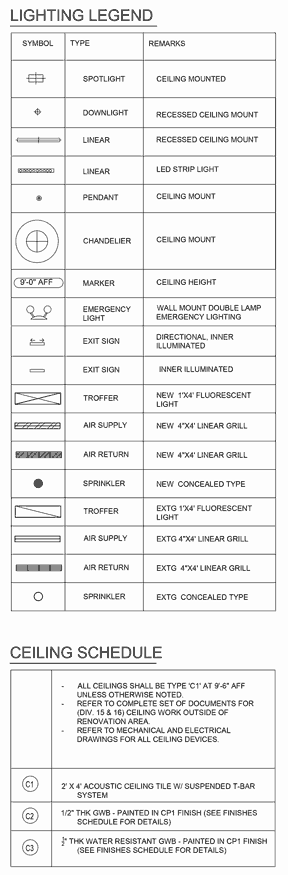 LIGHTING LEGEND
SYMBOL TYPE REMARKS
SPOTLIGHT CEILING MOUNTED
DOWNLIGHT RECESSED CEILING MOUNT
LINEAR RECESSED CEILING MOUNT
LINEAR LED STRIP LIGHT
PENDANT CEILING MOUNT
CHANDELIER CEILING MOUNT
9'-0" AFF MARKER CEILING HEIGHT
EMERGENCY LIGHT WALL MOUNT DOUBLE LAMP
EMERGENCY LIGHTING
EXIT SIGN DIRECTIONAL, INNER
ILLUMINATED
EXIT SIGN INNER ILLUMINATED
TROFFER NEW 1'X4' FLUORESCENT
LIGHT
AIR SUPPLY NEW 4"X4' LINEAR GRILL
AIR RETURN NEW 4"X4' LINEAR GRILL
SPRINKLER NEW CONCEALED TYPE
TROFFER EXTG 1'X4' FLUORESCENT
LIGHT
AIR SUPPLY EXTG 4"X4' LINEAR GRILL
AIR RETURN EXTG 4"X4' LINEAR GRILL
SPRINKLER EXTG CONCEALED TYPE
CEILING SCHEDULE
- ALL CEILINGS SHALL BE TYPE 'C1' AT 9'-6" AFF
UNLESS OTHERWISE NOTED.
- REFER TO COMPLETE SET OF DOCUMENTS FOR
(DIV. 15 & 16) CEILING WORK OUTSIDE OF
RENOVATION AREA.
- REFER TO MECHANICAL AND ELECTRICAL
DRAWINGS FOR ALL CEILING DEVICES.
C1 2' X 4' ACOUSTIC CEILING TILE W/ SUSPENDED T-BAR
SYSTEM
C2 1/2" THK GWB - PAINTED IN CP1 FINISH (SEE FINISHES
SCHEDULE FOR DETAILS)
C3 ½" THK WATER RESISTANT GWB - PAINTED IN CP1 FINISH
(SEE FINISHES SCHEDULE FOR DETAILS)